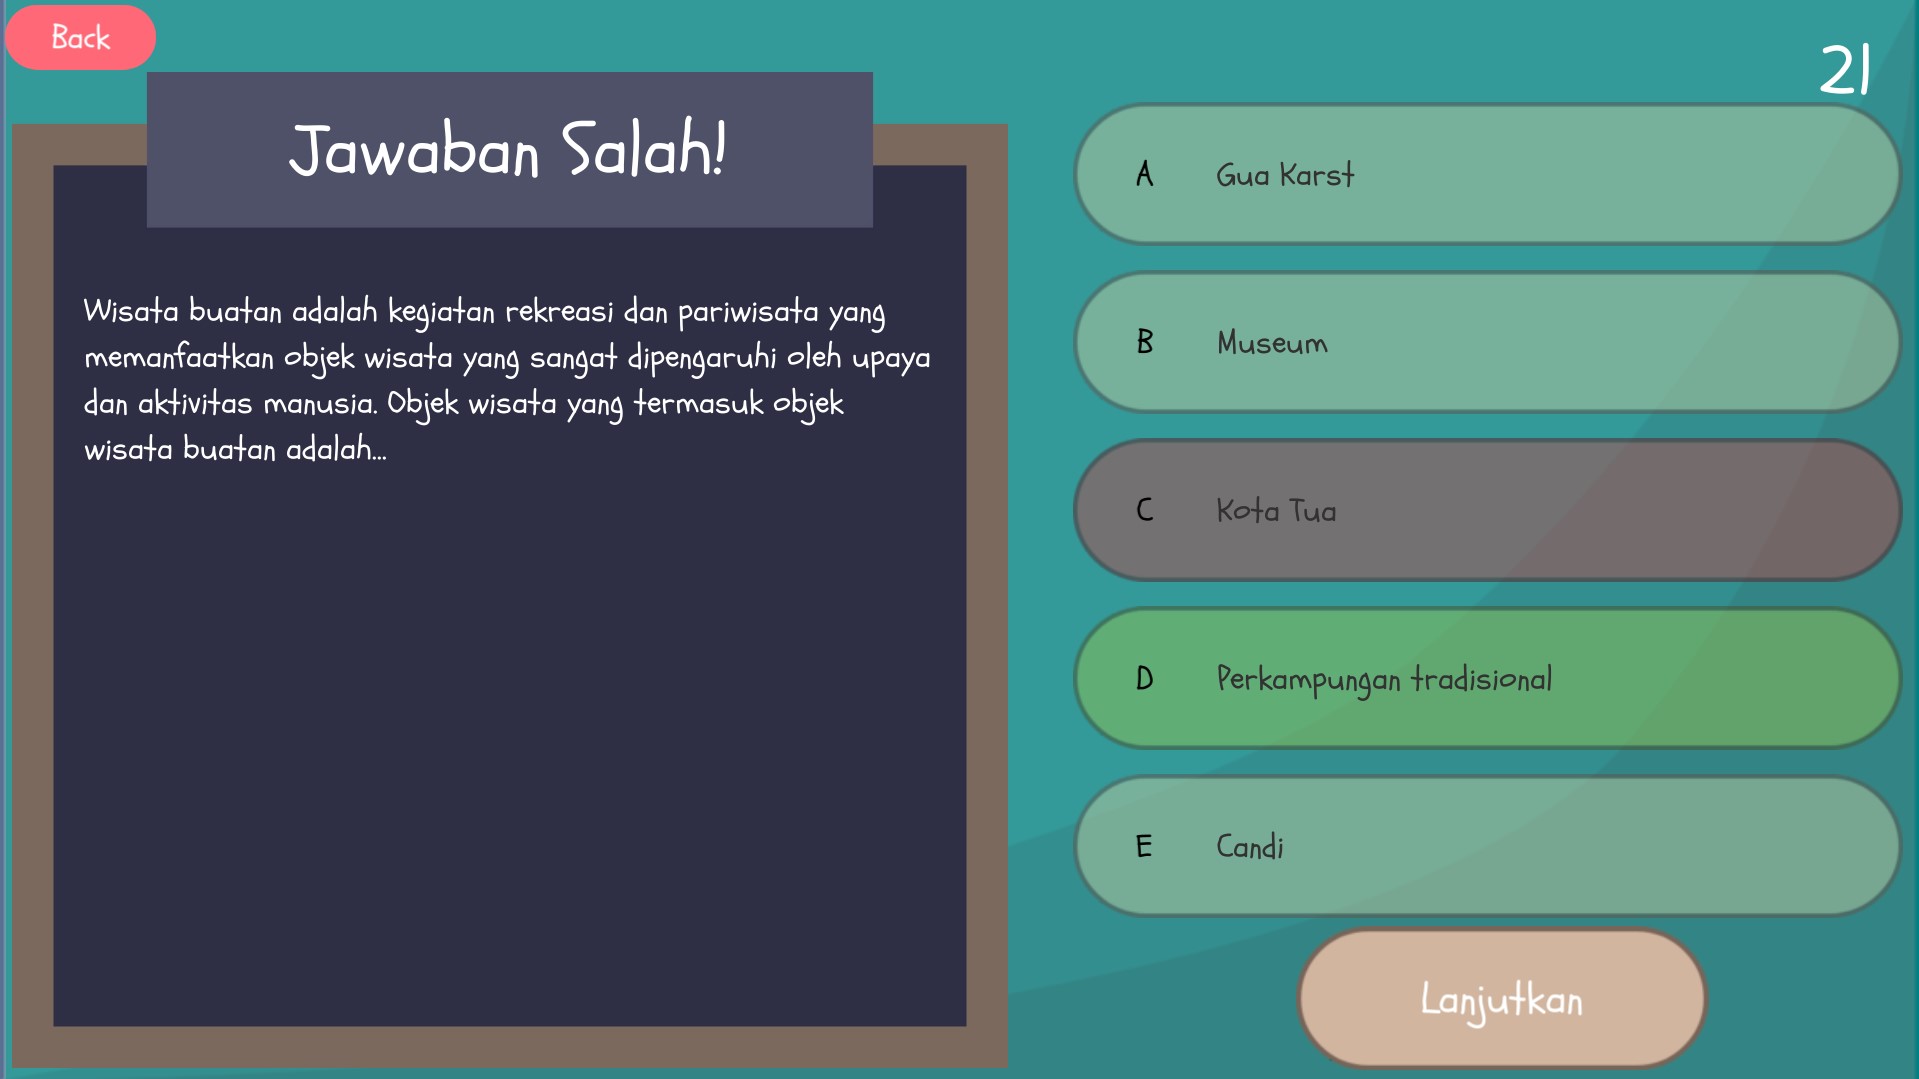 Back
21
Jawaban Salah!
Wisata buatan adalah kegiatan rekreasi dan pariwisata yang
memanfaatkan objek wisata yang sangat dipengaruhi oleh upaya
dan aktivitas manusia. Objek wisata yang termasuk objek
wisata buatan adalah...
A Gua Karst
B Museum
C Kota Tua
D Perkampungan tradisional
E Candi
Lanjutkan